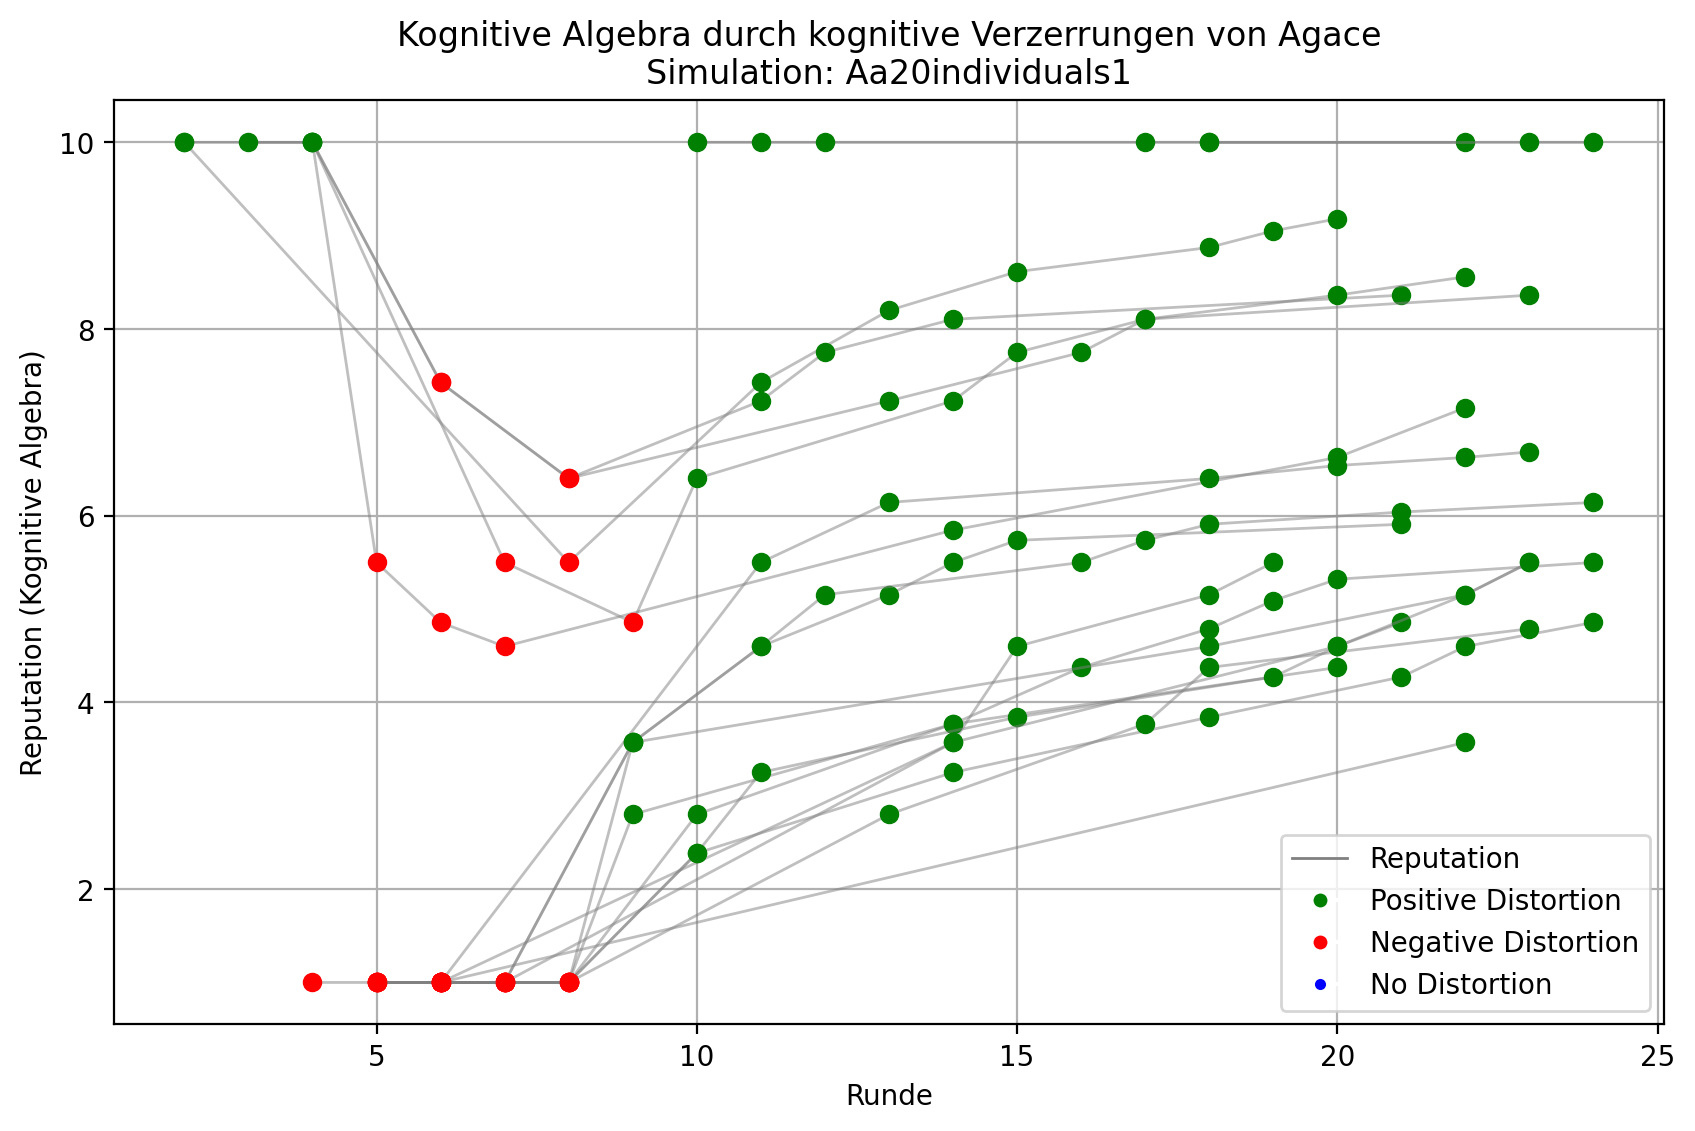 Kognitive Algebra durch kognitive Verzerrungen von Agace
Simulation: Aa20individuals1
Reputation (Kognitive Algebra)
10
8
6
4
2
5
10
15
20
25
Runde
Reputation
Positive Distortion
Negative Distortion
No Distortion